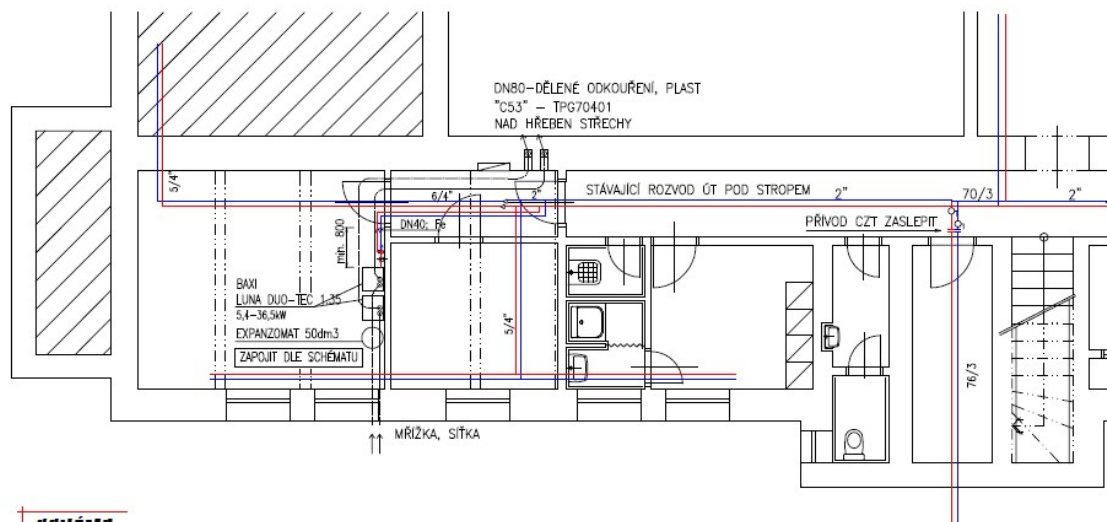 DN80-DĚLENÉ ODKOUŘENÍ, PLAST
"C53" - TPG70401
NAD HŘEBEN STŘECHY
5/4"
6/4"
2"
STÁVAJÍCÍ ROZVOD ÚT POD STROPEM
2"
70/3
2"
PŘÍVOD CZT ZASLEPIT
DN40; Fe
min. 800
BAXI
LUNA DUO-TEC 1.35
5,4-36,5kW
EXPANZOMAT 50dm3
ZAPOJIT DLE SCHÉMATU
5/4"
76/3
MŘÍŽKA, SÍŤKA